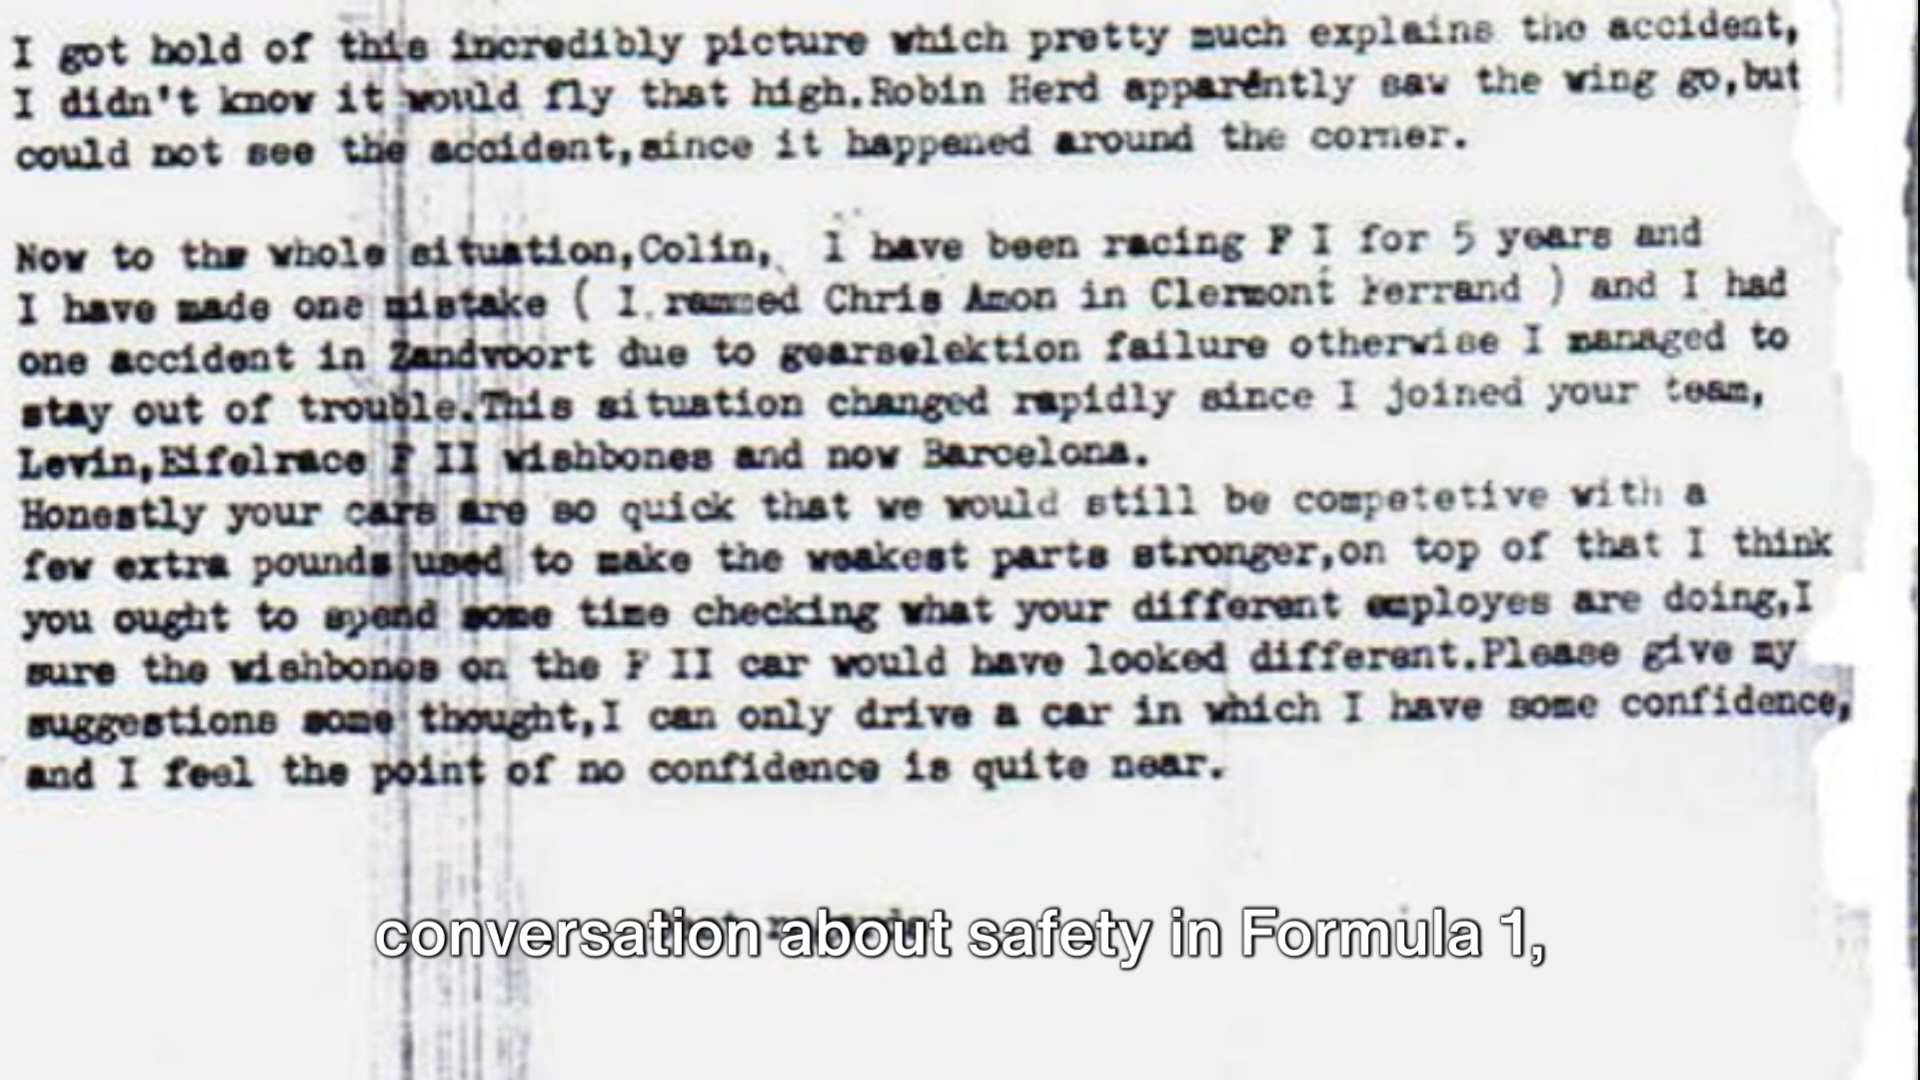 I got hold of this incredibly picture which pretty much explains the accident,
I didn't know it would fly that high.Robin Herd apparéntly saw the wing go,but
could not see the accident,since it happened around the corner.
Now to the whole situation,Colin, I have been racing F I for 5 years and
I have made one mistake ( I rammed Chris Amon in Clermont Ferrand ) and I had
one accident in Zandvoort due to gearselektion failure otherwise I managed to
stay out of trouble.This situation changed rapidly since I joined your team,
Levin,Eifelrace F II wishbones and now Barcelona.
Honestly your cars are so quick that we would still be competetive with a
few extra pounds used to make the weakest parts stronger,on top of that I think
you ought to spend some time checking what your different employes are doing,I
sure the wishbones on the F II car would have looked different.Please give my
suggestions some thought,I can only drive a car in which I have some confidence,
and I feel the point of no confidence is quite near.
conversation about safety in Formula 1,